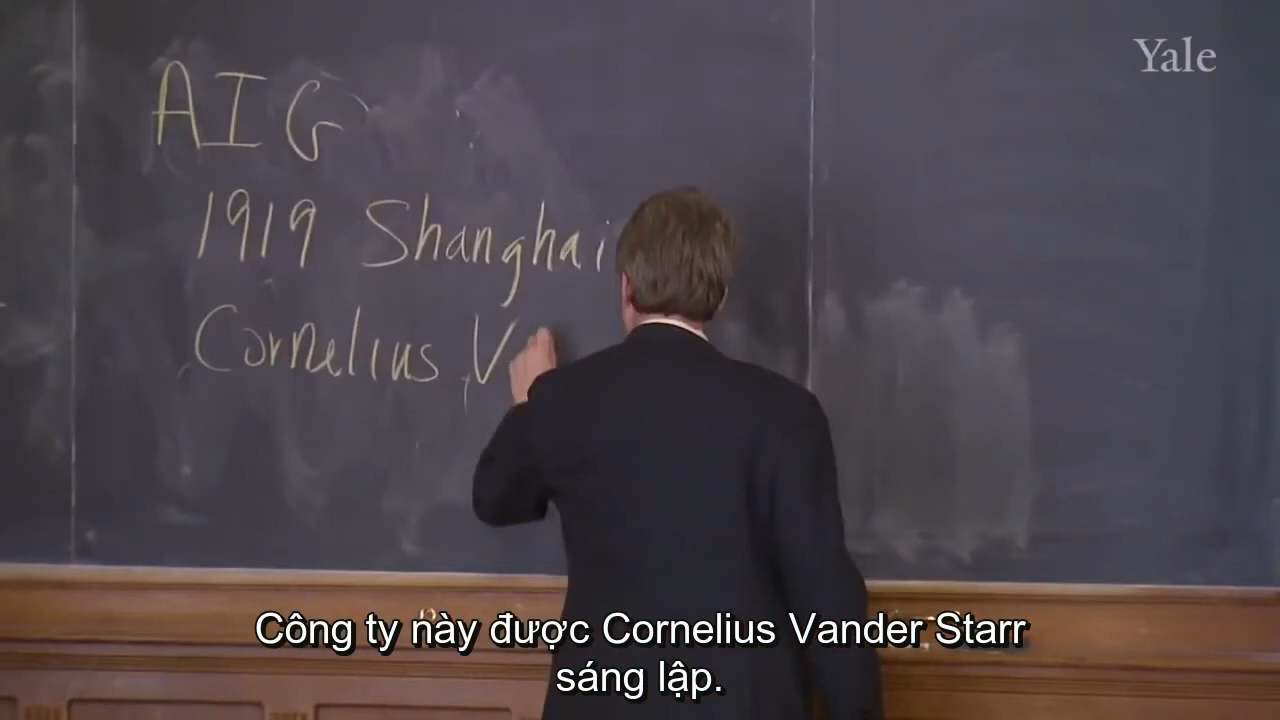 Yale
AIG
1919 Shanghai
Cornelius V
Công ty này được Cornelius Vander Starr
sáng lập.